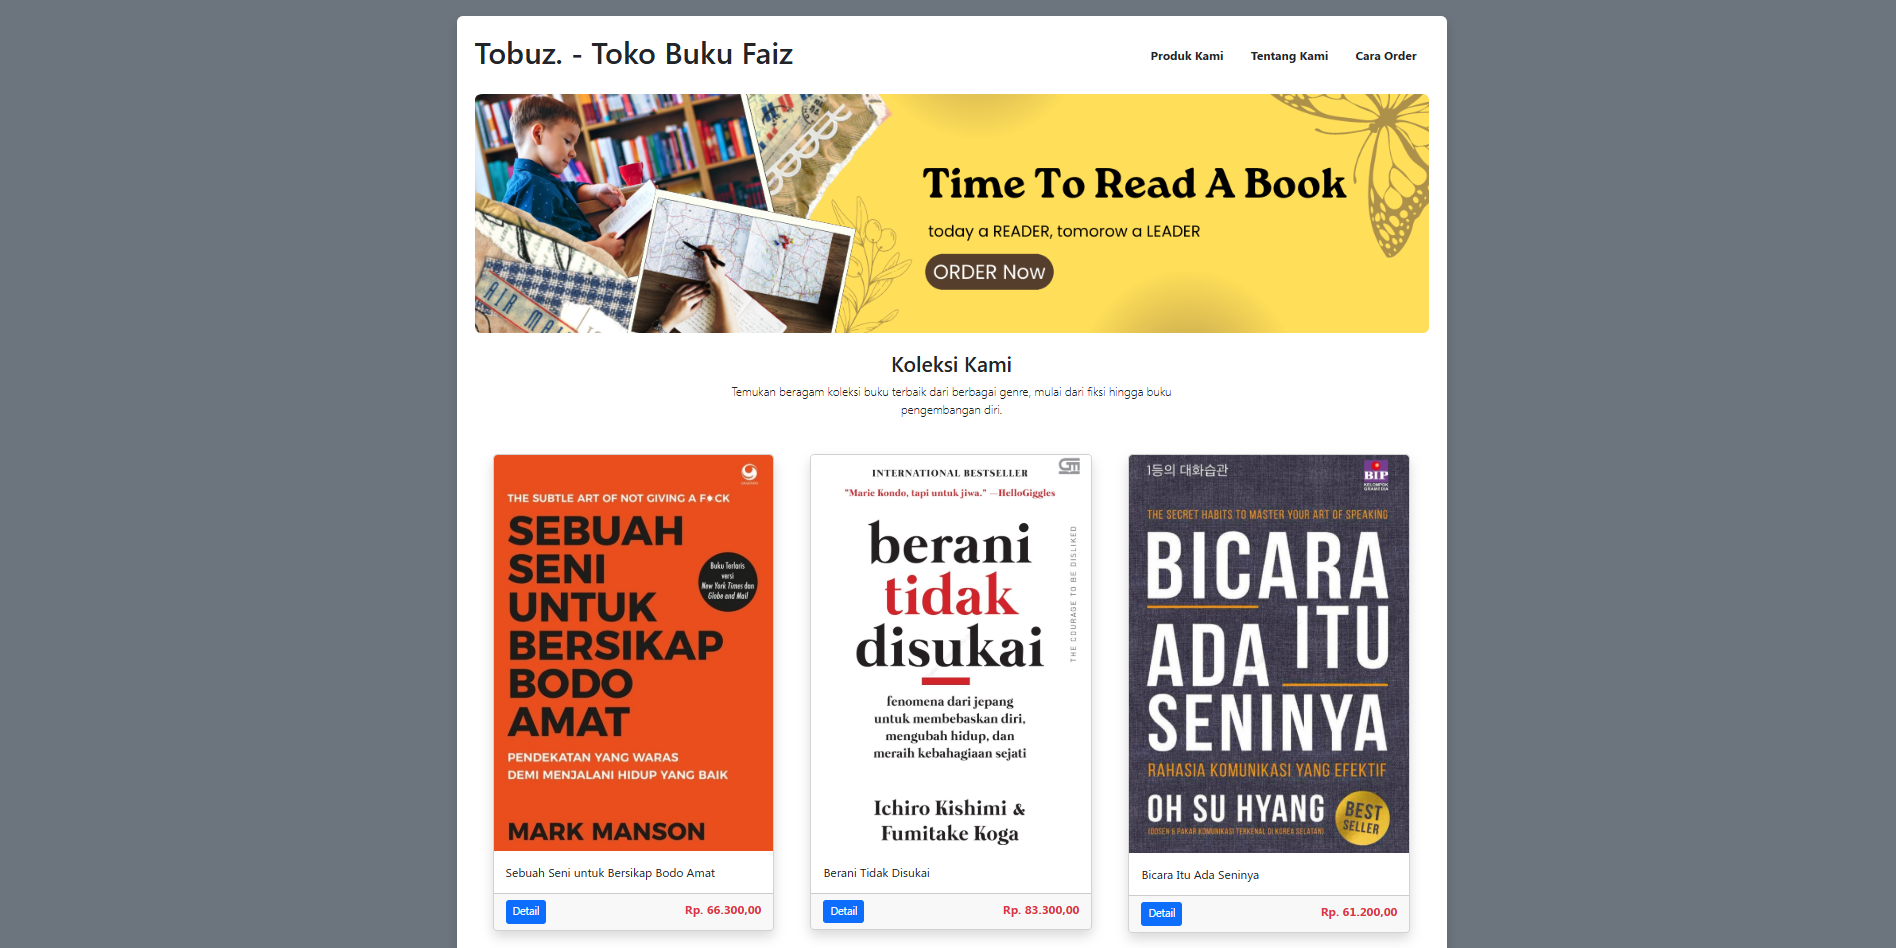 Tobuz. - Toko Buku Faiz
Produk Kami
Tentang Kami
Cara Order
AIR MA
Time To Read A Book
today a READER, tomorow a LEADER
ORDER Now
Koleksi Kami
Temukan beragam koleksi buku terbaik dari berbagai genre, mulai dari fiksi hingga buku
pengembangan diri.
THE SUBTLE ART OF NOT GIVING A F*CK
SEBUAH
SENI
UNTUK
BERSIKAP
BODO
AMAT
Buku Terlaris
versi
New York Times dan
Globe and Mail
PENDEKATAN YANG WARAS
DEMI MENJALANI HIDUP YANG BAIK
MARK MANSON
Sebuah Seni untuk Bersikap Bodo Amat
Detail
Rp. 66.300,00
INTERNATIONAL BESTSELLER
"Marie Kondo, tapi untuk jiwa." —HelloGiggles
berani
tidak
disukai
THE COURAGE TO BE DISLIKED
fenomena dari jepang
untuk membebaskan diri,
mengubah hidup, dan
meraih kebahagiaan sejati
Ichiro Kishimi &
Fumitake Koga
Berani Tidak Disukai
Detail
Rp. 83.300,00
1등의 대화습관
BIP
KELOMPOK
GRAMEDIA
THE SECRET HABITS TO MASTER YOUR ART OF SPEAKING
BICARA
ITU
ADA
SENINYA
RAHASIA KOMUNIKASI YANG EFEKTIF
OH SU HYANG
(DOSEN & PAKAR KOMUNIKASI TERKENAL DI KOREA SELATAN)
BEST
SELLER
Bicara Itu Ada Seninya
Detail
Rp. 61.200,00